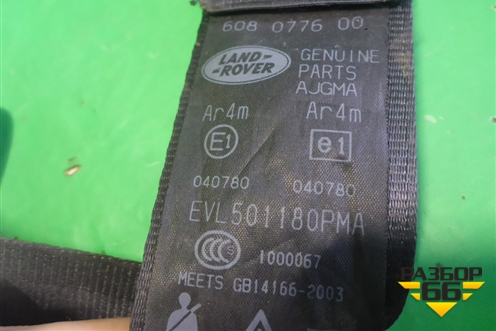 608 0776 00
LAND-
-ROVER
GENUINE
PARTS
AJGMA
Ar4m Ar4m
E1 e1
040780 040780
EVL501180PMA
CCC 1000067
MEETS GB14166-2003
РАЗБОР
66